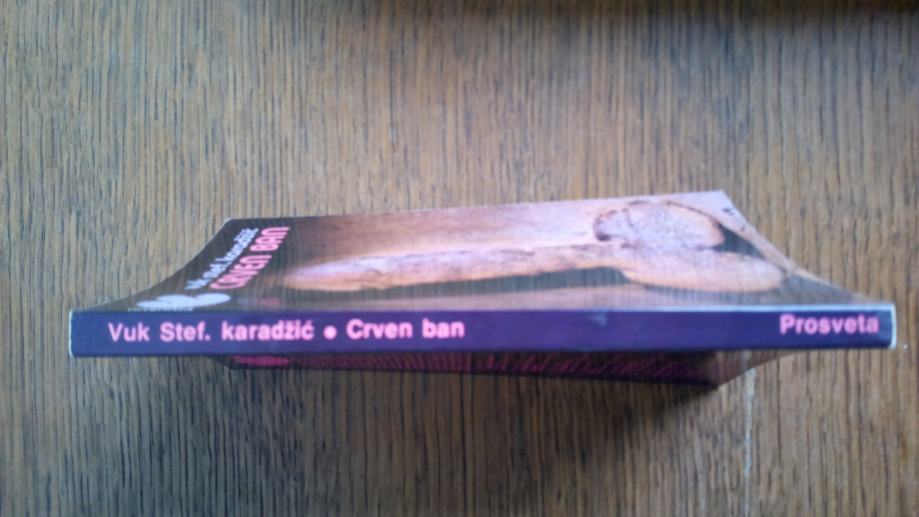 CRVEN BAN
Vuk Stef. karadžić • Crven ban
Prosveta